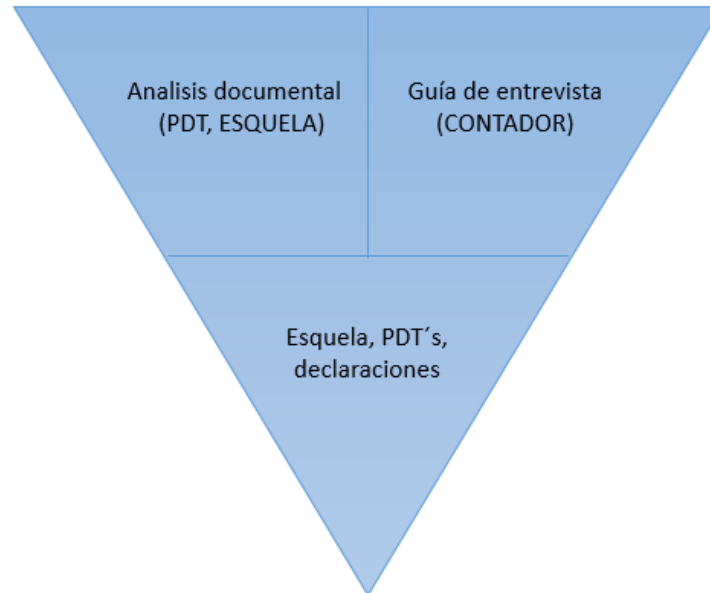 Analisis documental
(PDT, ESQUELA)
Guía de entrevista
(CONTADOR)
Esquela, PDT´s,
declaraciones